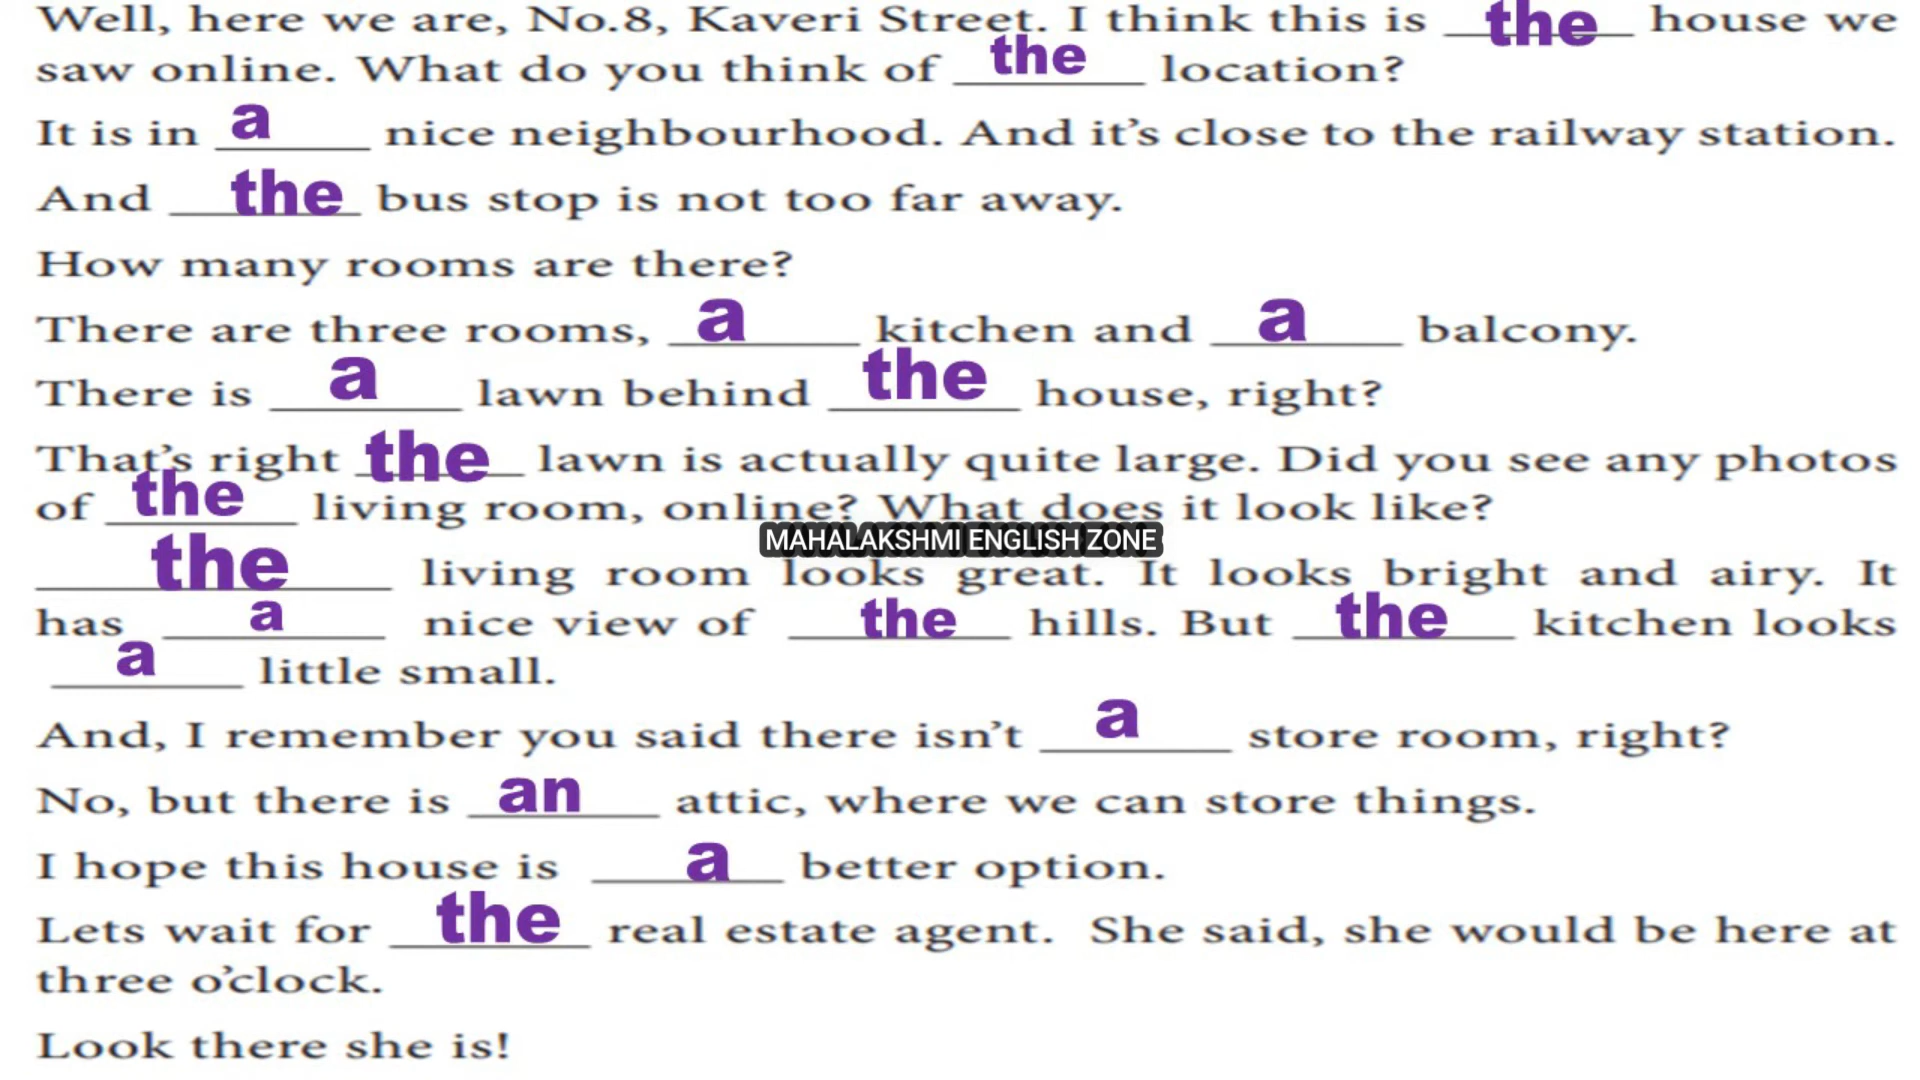 Well, here we are, No.8, Kaveri Street. I think this is the house we
saw online. What do you think of the location?
It is in a nice neighbourhood. And it's close to the railway station.
And the bus stop is not too far away.
How many rooms are there?
There are three rooms, a kitchen and a balcony.
There is a lawn behind the house, right?
That's right the lawn is actually quite large. Did you see any photos
of the living room, online? What does it look like?
MAHALAKSHMI ENGLISH ZONE
the living room looks great. It looks bright and airy. It
has a nice view of the hills. But the kitchen looks
a little small.
And, I remember you said there isn't a store room, right?
No, but there is an attic, where we can store things.
I hope this house is a better option.
Lets wait for the real estate agent. She said, she would be here at
three o'clock.
Look there she is!